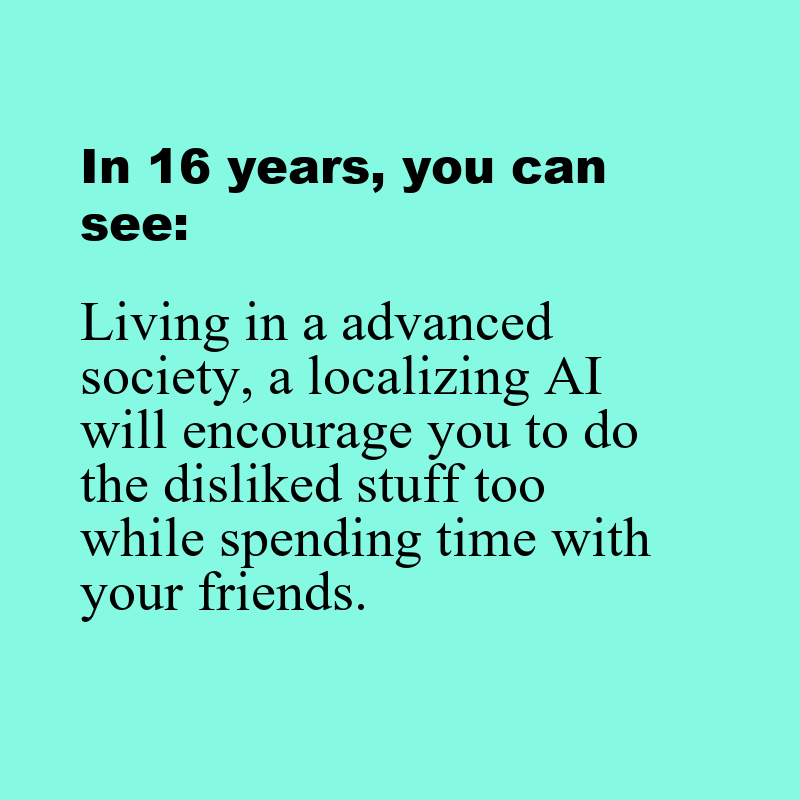 In 16 years, you can
see:
Living in a advanced
society, a localizing AI
will encourage you to do
the disliked stuff too
while spending time with
your friends.